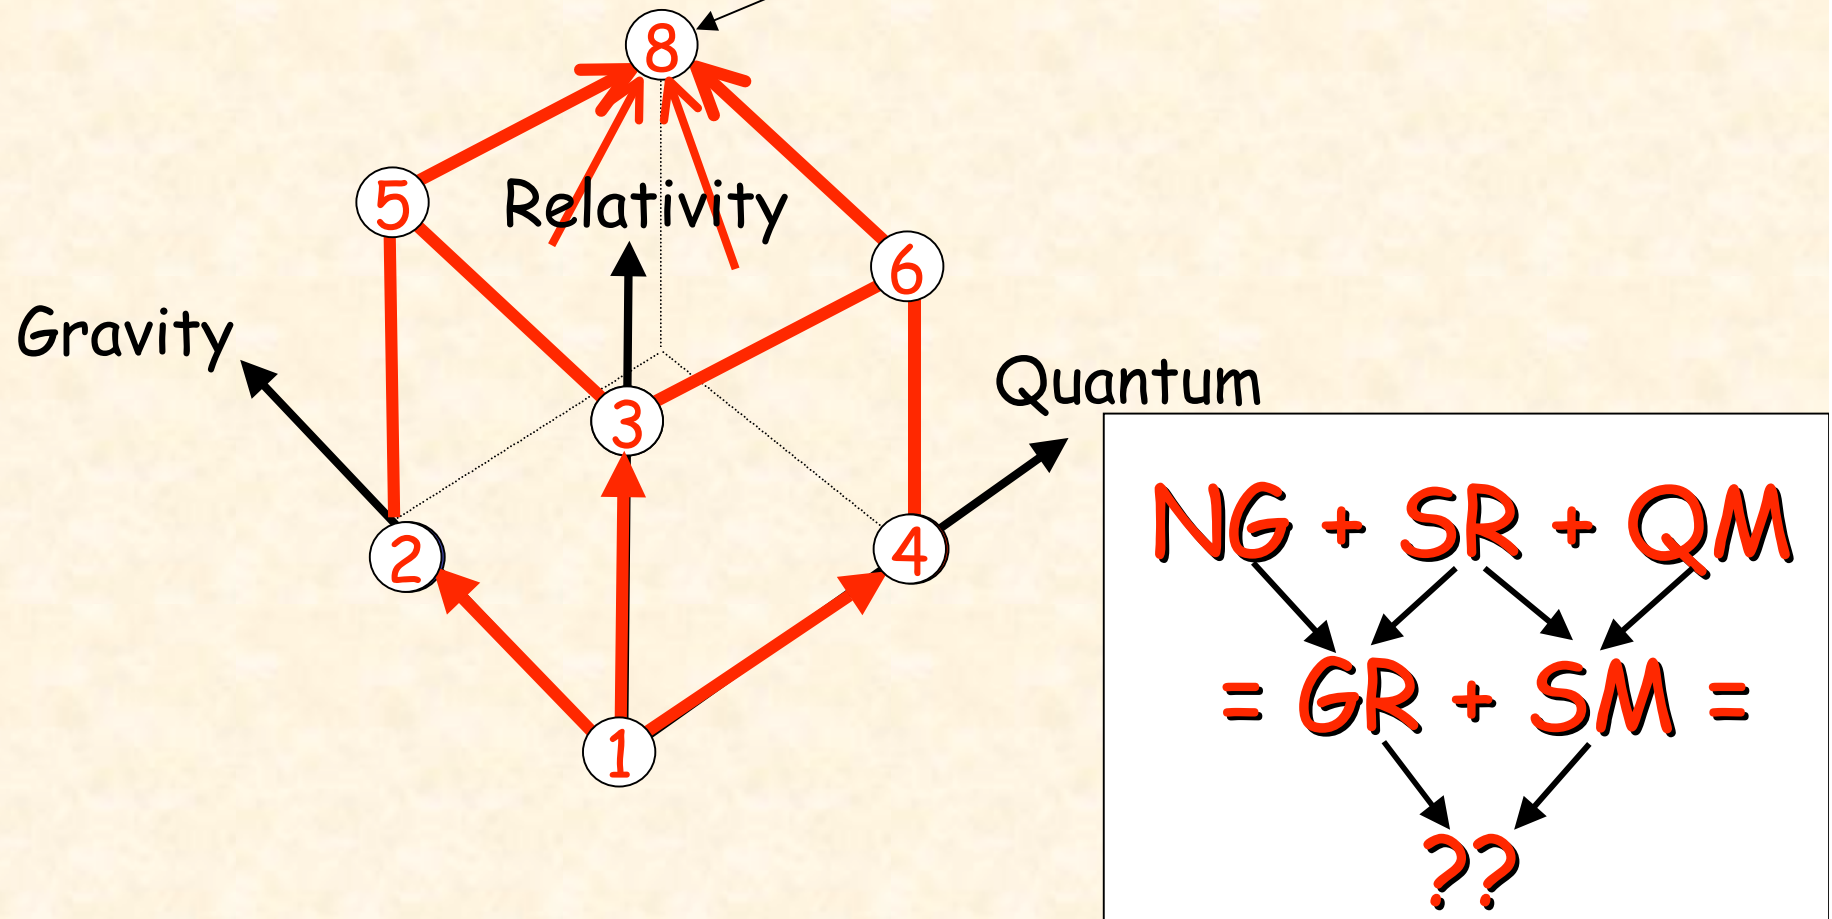 8
5
Relativity
6
Gravity
Quantum
3
2
4
1
NG + SR + QM
= GR + SM =
??